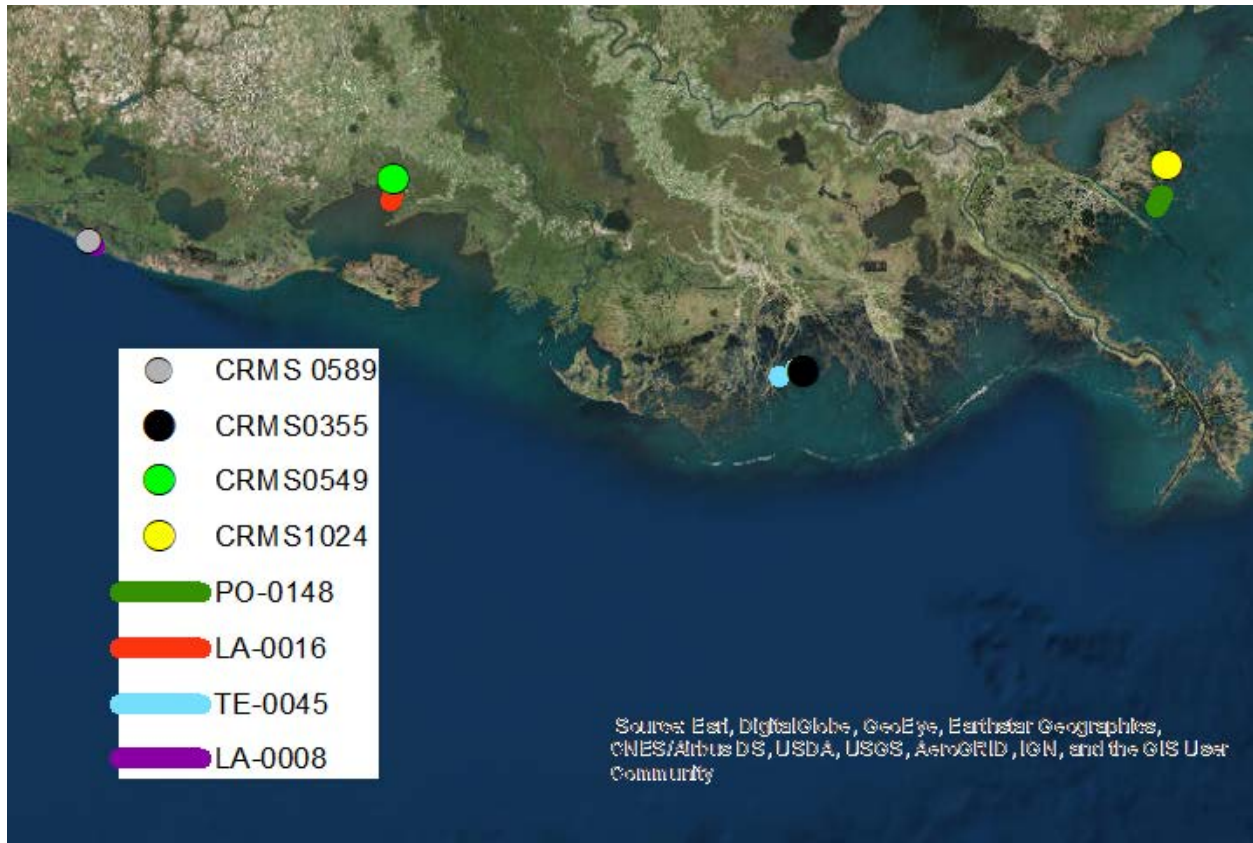 CRMS 0589
CRMS0355
CRMS0549
CRMS1024
PO-0148
LA-0016
TE-0045
LA-0008
Source: Esri, DigitalGlobe, GeoEye, Earthstar Geographics,
CNES/Airbus DS, USDA, USGS, AeroGRID, IGN, and the GIS User
Community